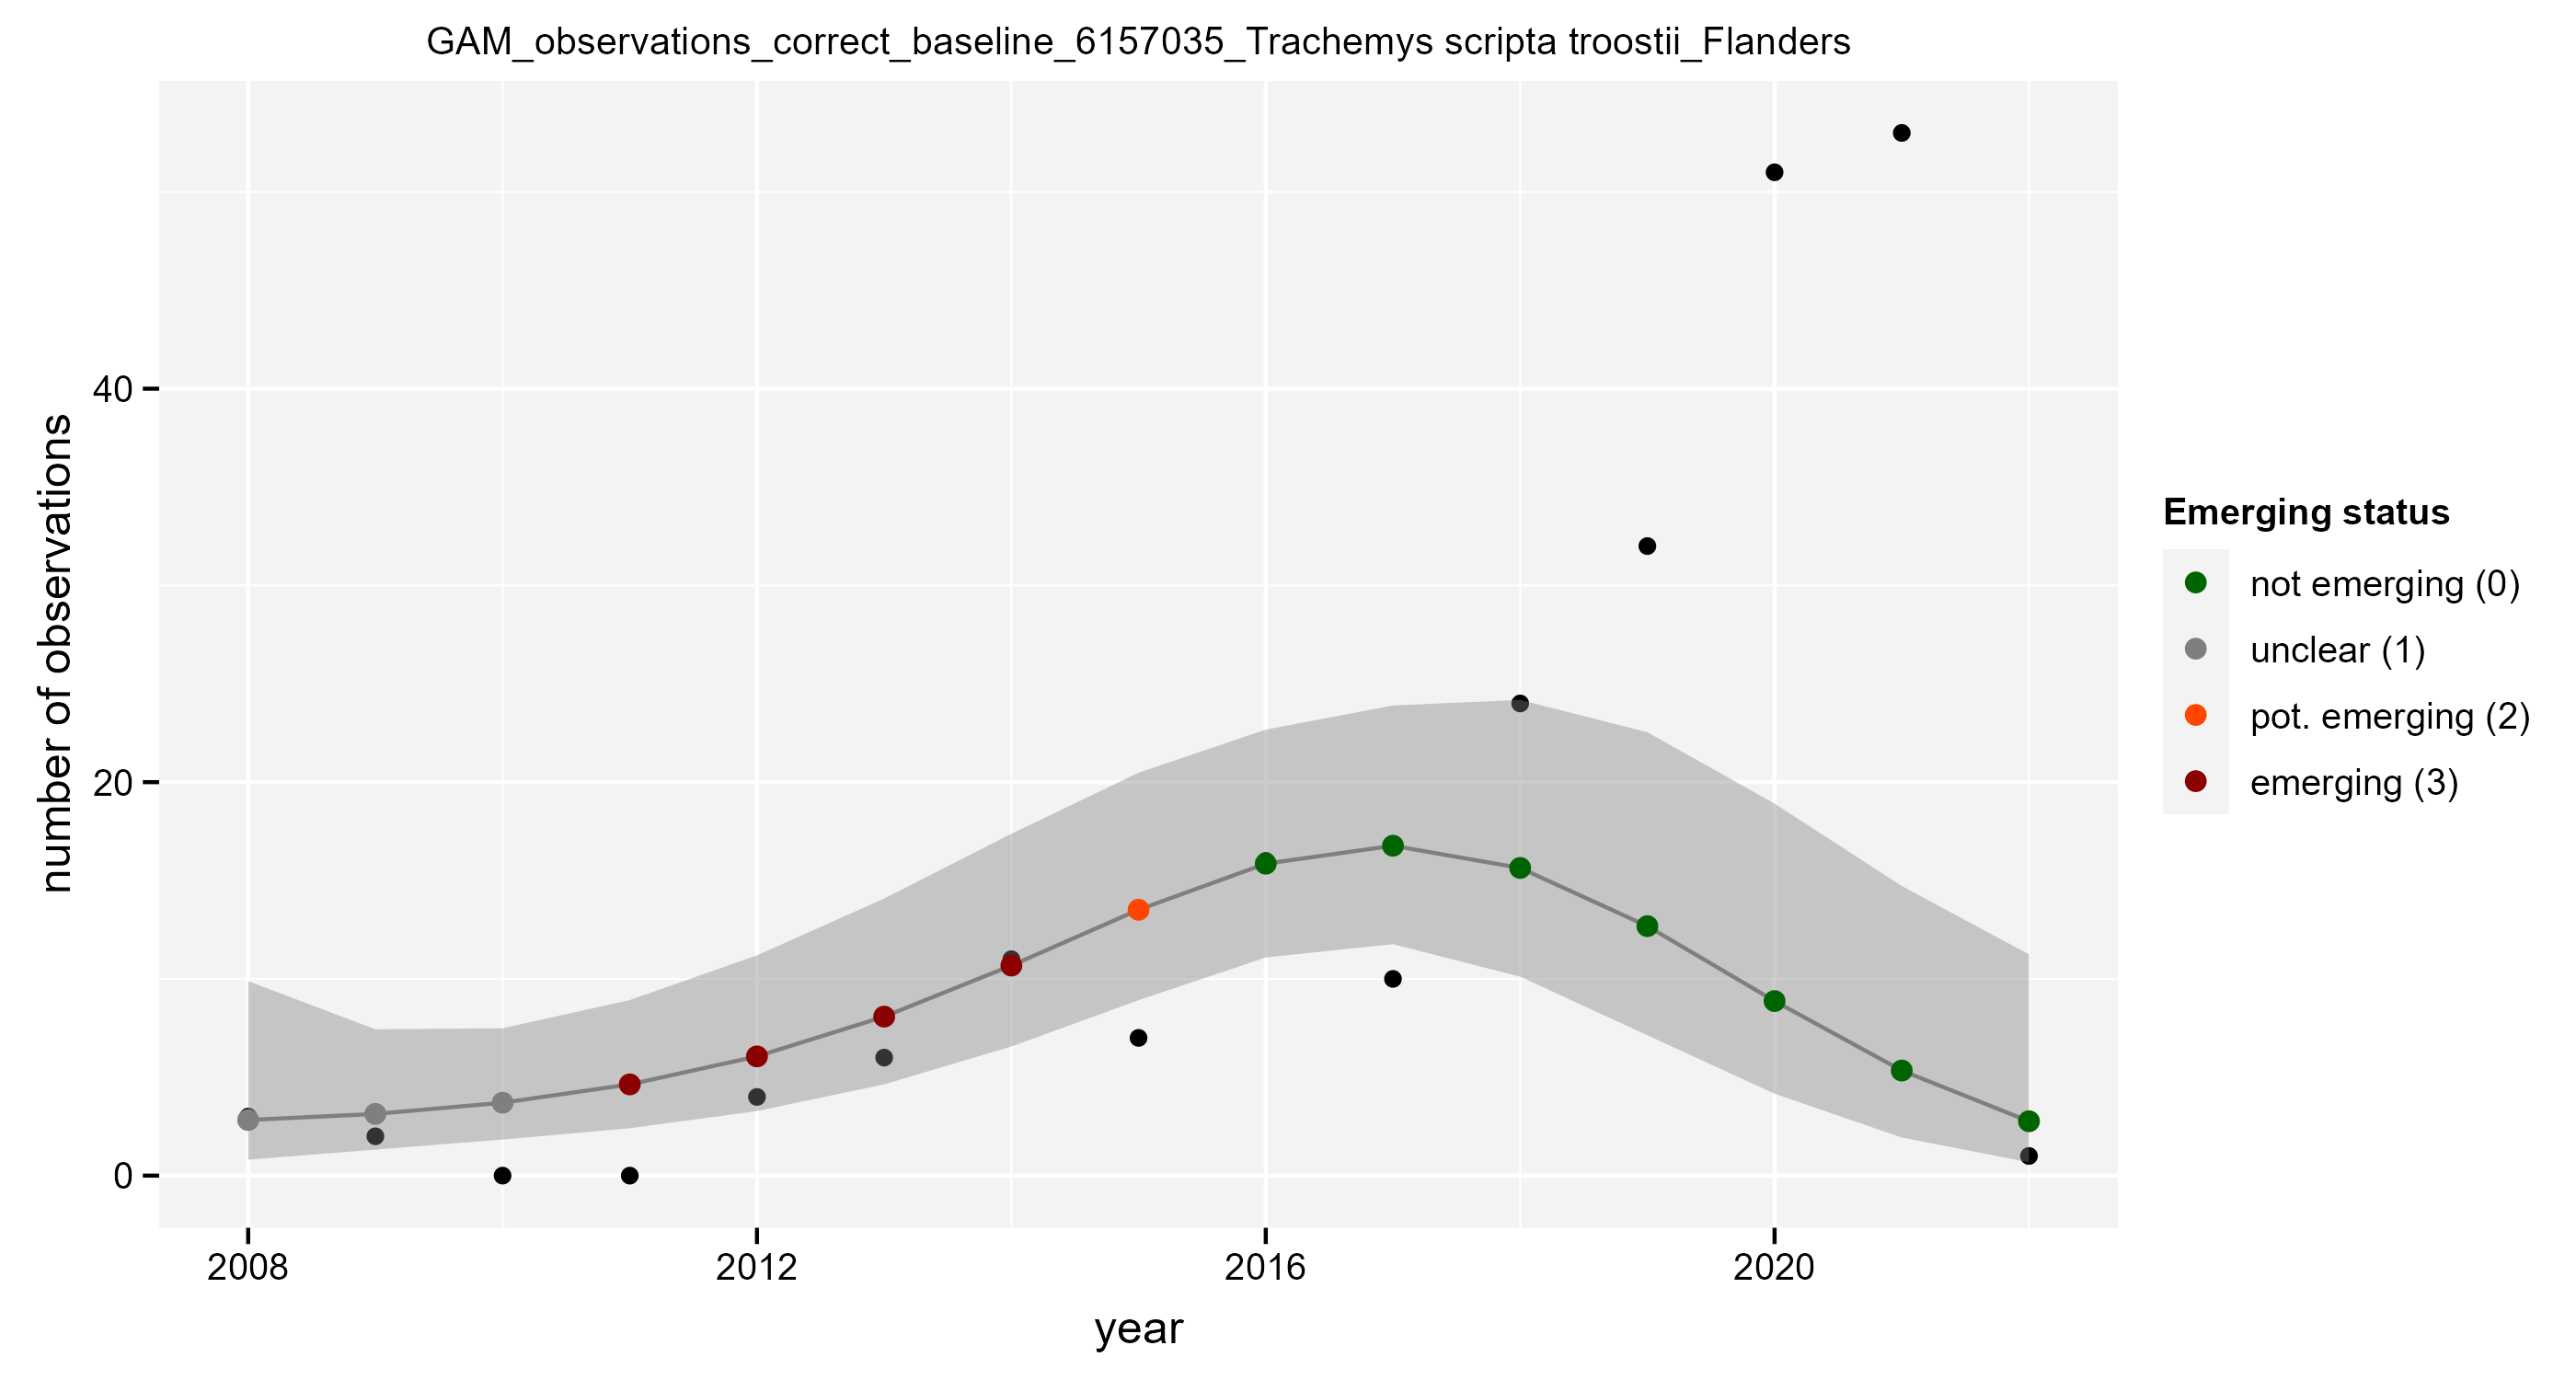 GAM_observations_correct_baseline_6157035_Trachemys scripta troostii_Flanders
number of observations
40
20
0
2008
2012
2016
2020
year
Emerging status
not emerging (0)
unclear (1)
pot. emerging (2)
emerging (3)